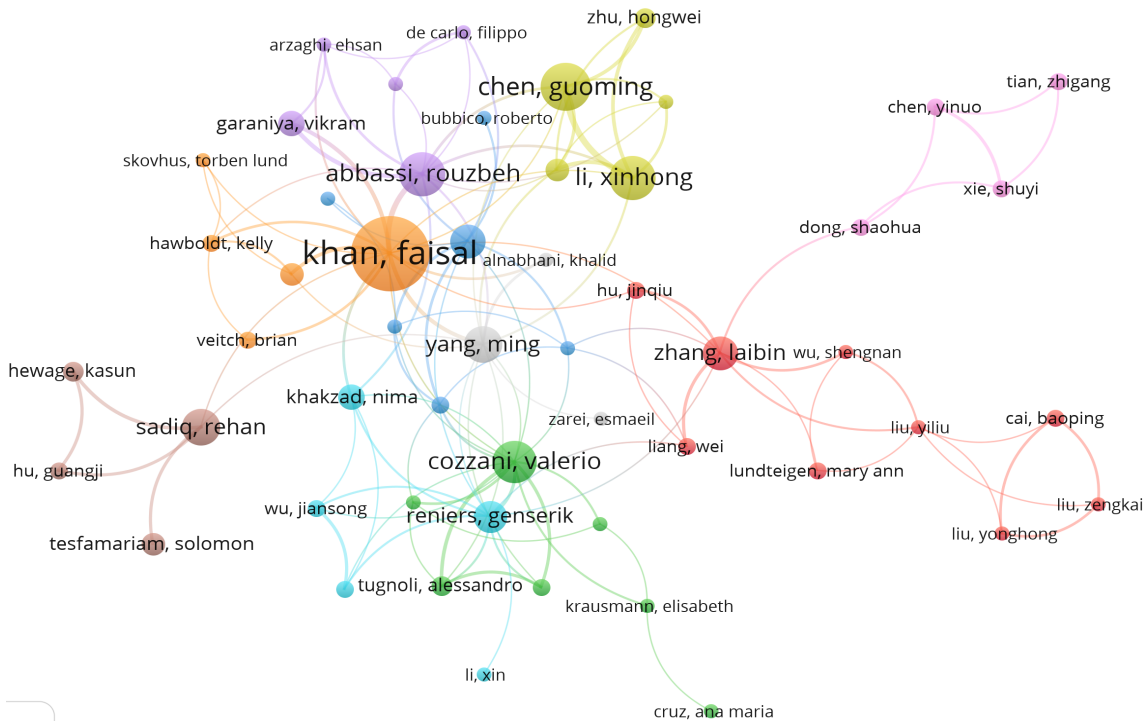 zhu, hongwei
de carlo, filippo
arzaghi, ehsan
tian, zhigang
chen, guoming
chen, yinuo
bubbico, roberto
garaniya, vikram
skovhus, torben lund
abbassi, rouzbeh
li, xinhong
xie, shuyi
dong, shaohua
hawboldt, kelly
khan, faisal
alnabhani, khalid
hu, jinqiu
veitch, brian
yang, ming
zhang, laibin
wu, shengnan
hewage, kasun
khakzad, nima
zarei, esmaeil
cai, baoping
sadiq, rehan
liu, yiliu
liang, wei
cozzani, valerio
hu, guangji
lundteigen, mary ann
liu, zengkai
wu, jiansong
reniers, genserik
liu, yonghong
tesfamariam, solomon
tugnoli, alessandro
krausmann, elisabeth
li, xin
cruz, ana maria